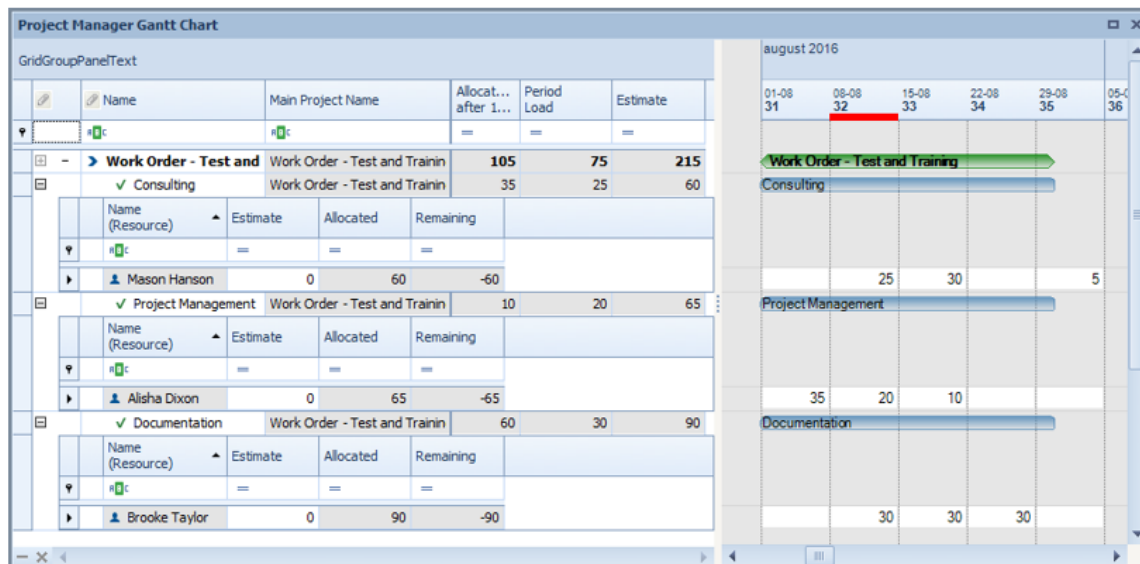 Project Manager Gantt Chart
GridGroupPanelText
august 2016
Name Main Project Name Allocat... after 1... Period Load Estimate
01-08 08-08 15-08 22-08 29-08
31 32 33 34 35 36
= = =
Work Order - Test and Work Order - Test and Trainin 105 75 215 Work Order - Test and Training
Consulting Work Order - Test and Trainin 35 25 60 Consulting
Name (Resource) Estimate Allocated Remaining
= = =
Mason Hanson 0 60 -60 25 30 5
Project Management Work Order - Test and Trainin 10 20 65 Project Management
Name (Resource) Estimate Allocated Remaining
= = =
Alisha Dixon 0 65 -65 35 20 10
Documentation Work Order - Test and Trainin 60 30 90 Documentation
Name (Resource) Estimate Allocated Remaining
= = =
Brooke Taylor 0 90 -90 30 30 30